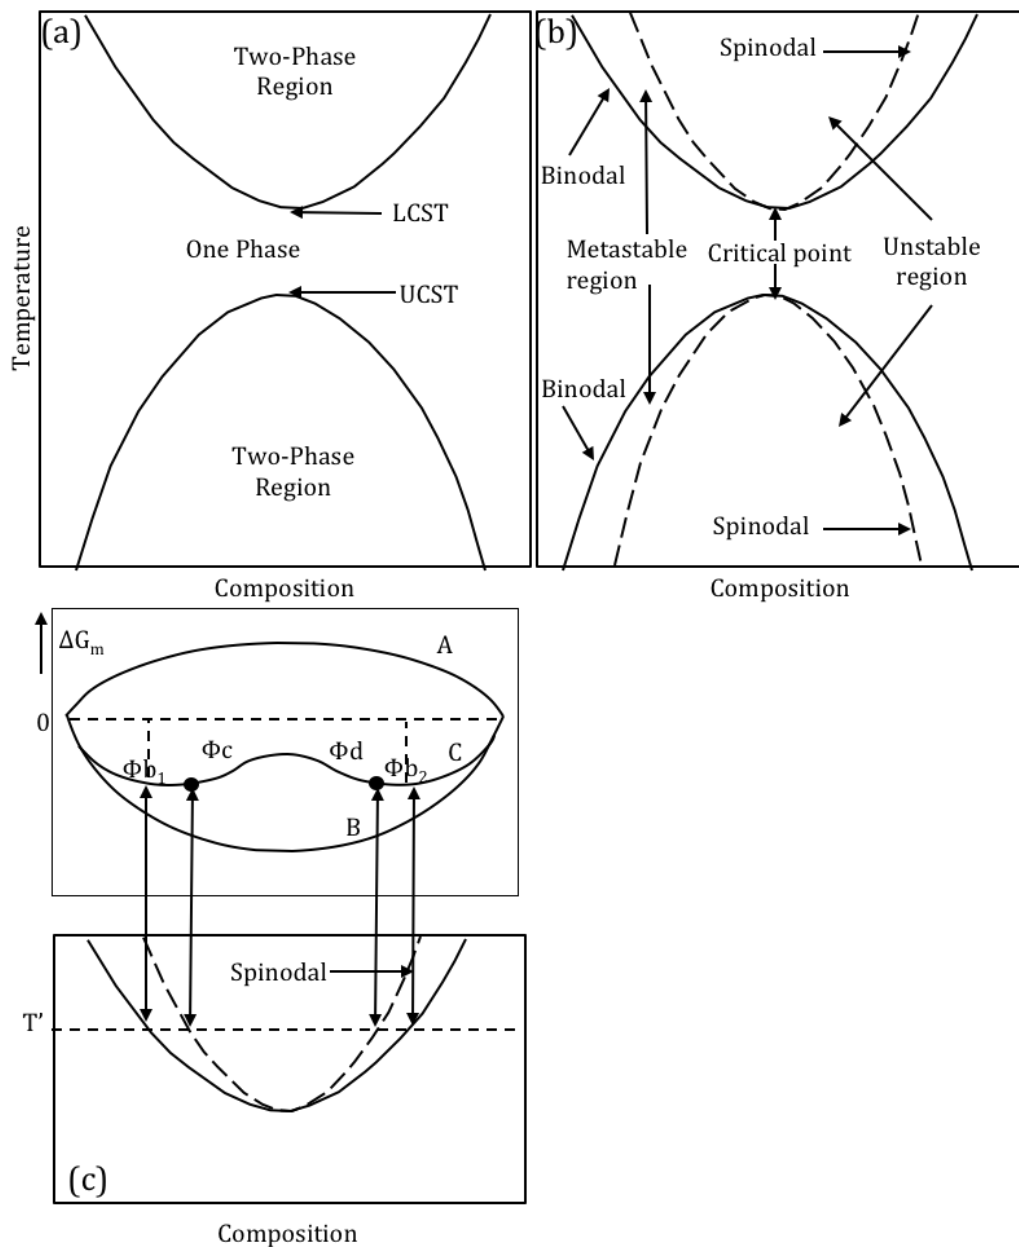 (a)
Two-Phase
Region
LCST
One Phase
UCST
Two-Phase
Region
Temperature
Composition
(b)
Spinodal
Binodal
Metastable
region
Critical point
Unstable
region
Binodal
Spinodal
Composition
ΔGm
A
0
Φc
Φd
C
Φb1
Φb2
B
Spinodal
T’
(c)
Composition